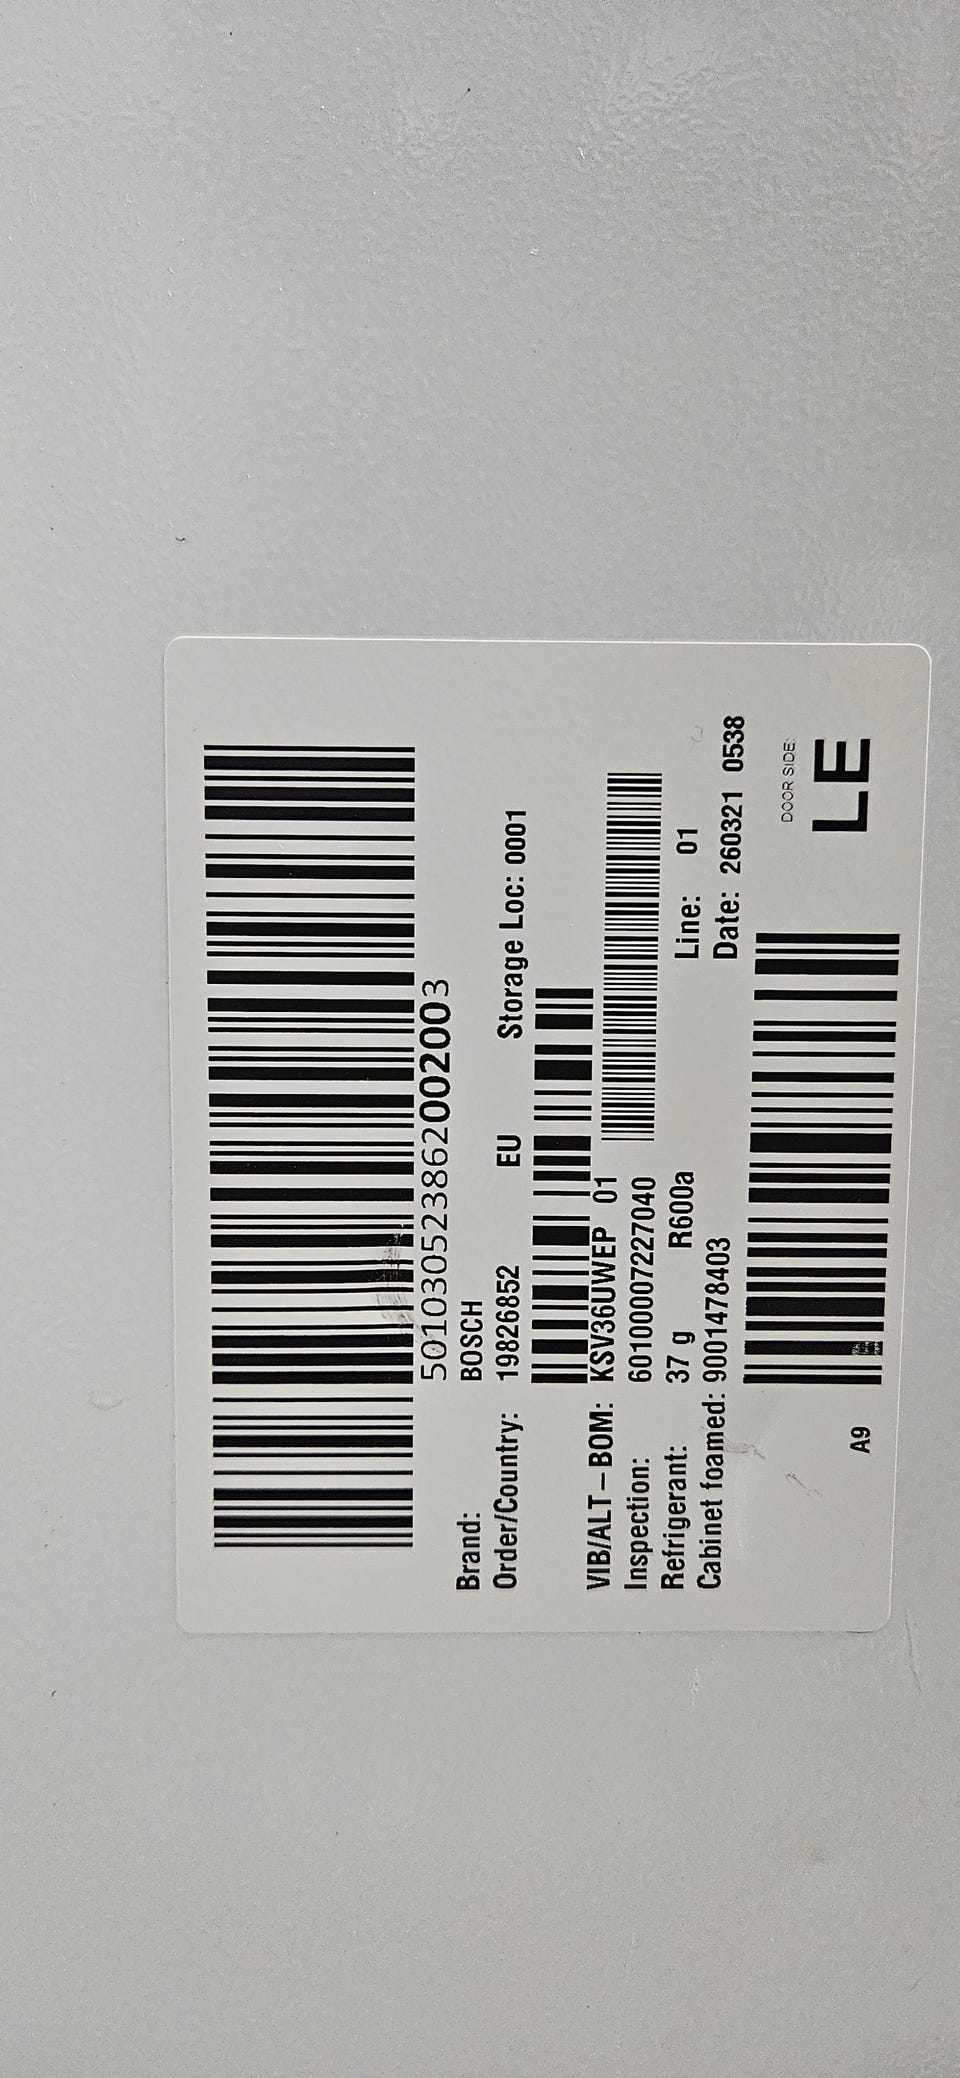 501030523862002003
Brand: BOSCH
Order/Country: 19826852 EU Storage Loc: 0001
VIB/ALT-BOM: KSV36UWEP 01
Inspection: 60100007227040
Refrigerant: 37 g R600a Line: 01
Cabinet foamed: 9001478403 Date: 260321 0538
DOOR SIDE:
LE
A9